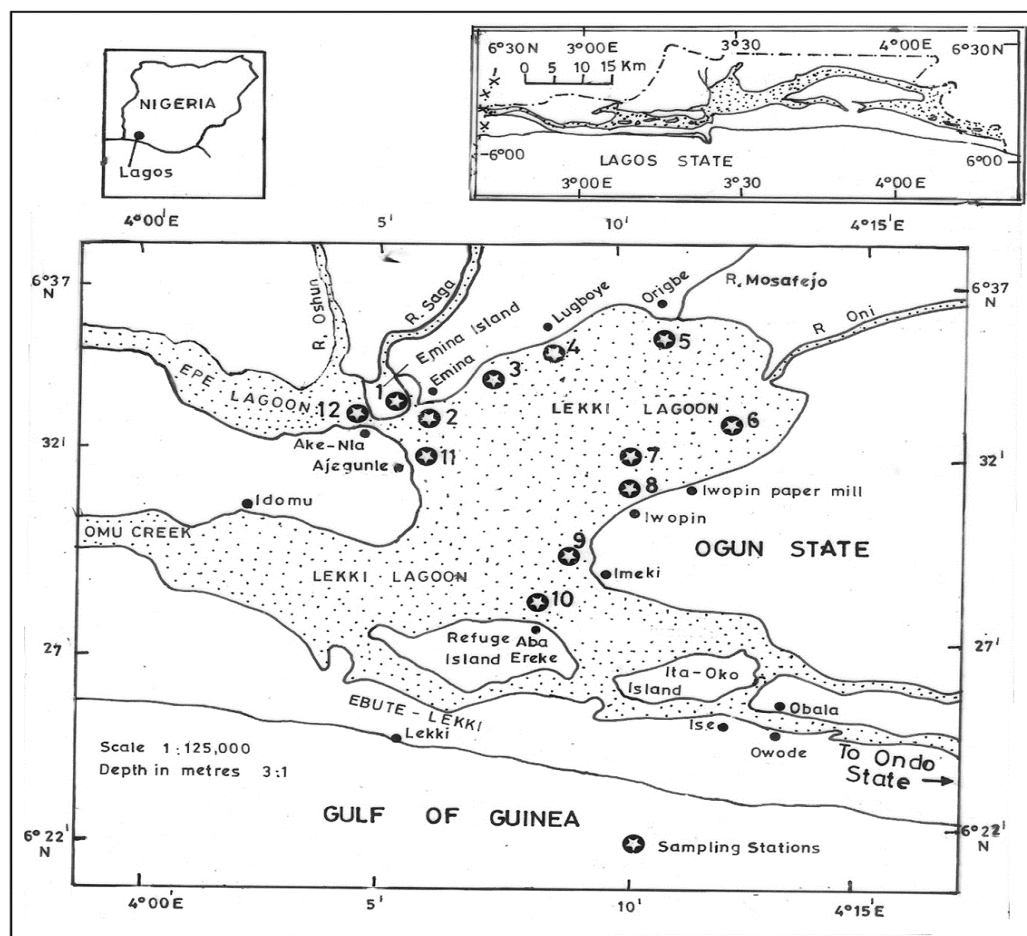 NIGERIA
Lagos
6°30 N 3°00 E 3°30 4°00 E 6°30 N
0 5 10 15 Km
6°00 LAGOS STATE 6°00
3°00 E 3°30 4°00 E
4°00 E 5' 10' 4°15'E
6°37 N
6°37 N
R. Oshun
R. Saga
Emina Island
Emina
Lugboye
Origbe
R. Mosafejo
R Oni
EPE
LAGOON
12
1
2
3
4
5
6
7
8
9
10
11
LEKKI LAGOON
32'
32'
Ake-Nla
Ajegunle
Idomu
Iwopin paper mill
Iwopin
OMU CREEK
OGUN STATE
LEKKI - LAGOON
Imeki
27'
27'
Refuge Aba
Island Ereke
Ita-Oko
Island
EBUTE-LEKKI
Lekki
Obala
Ise
Owode
To Ondo
State
Scale 1:125,000
Depth in metres 3:1
GULF OF GUINEA
6°22' N
6°22' N
Sampling Stations
4°00 E 5' 10' 4°15'E